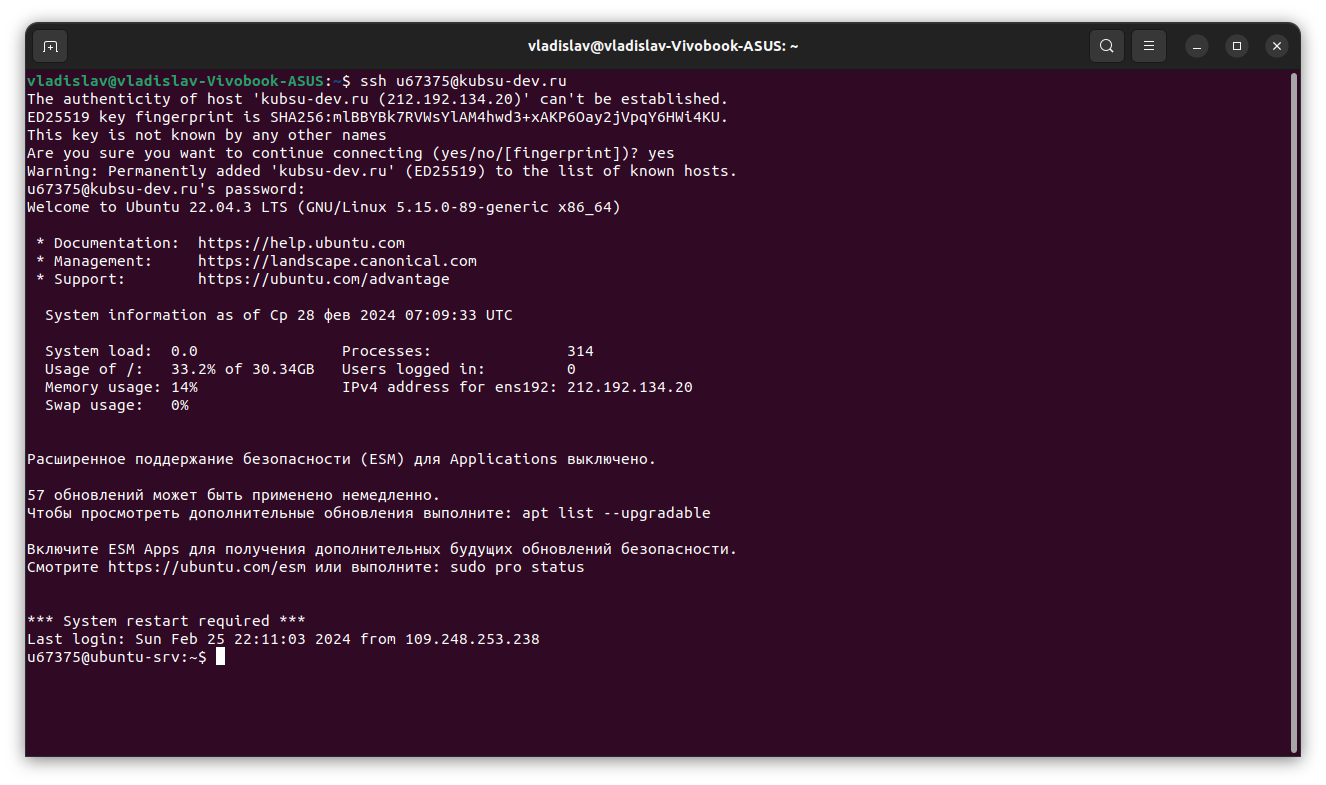 vladislav@vladislav-Vivobook-ASUS: ~
vladislav@vladislav-Vivobook-ASUS:~$ ssh u67375@kubsu-dev.ru
The authenticity of host 'kubsu-dev.ru (212.192.134.20)' can't be established.
ED25519 key fingerprint is SHA256:mlBBYBk7RVWsYlAM4hwd3+xAKP6Oay2jVpqY6HWi4KU.
This key is not known by any other names
Are you sure you want to continue connecting (yes/no/[fingerprint])? yes
Warning: Permanently added 'kubsu-dev.ru' (ED25519) to the list of known hosts.
u67375@kubsu-dev.ru's password:
Welcome to Ubuntu 22.04.3 LTS (GNU/Linux 5.15.0-89-generic x86_64)
* Documentation:  https://help.ubuntu.com
* Management:     https://landscape.canonical.com
* Support:        https://ubuntu.com/advantage
System information as of Ср 28 фев 2024 07:09:33 UTC
System load:  0.0                Processes:               314
Usage of /:   33.2% of 30.34GB   Users logged in:         0
Memory usage: 14%                IPv4 address for ens192: 212.192.134.20
Swap usage:   0%
Расширенное поддержание безопасности (ESM) для Applications выключено.
57 обновлений может быть применено немедленно.
Чтобы просмотреть дополнительные обновления выполните: apt list --upgradable
Включите ESM Apps для получения дополнительных будущих обновлений безопасности.
Смотрите https://ubuntu.com/esm или выполните: sudo pro status
*** System restart required ***
Last login: Sun Feb 25 22:11:03 2024 from 109.248.253.238
u67375@ubuntu-srv:~$